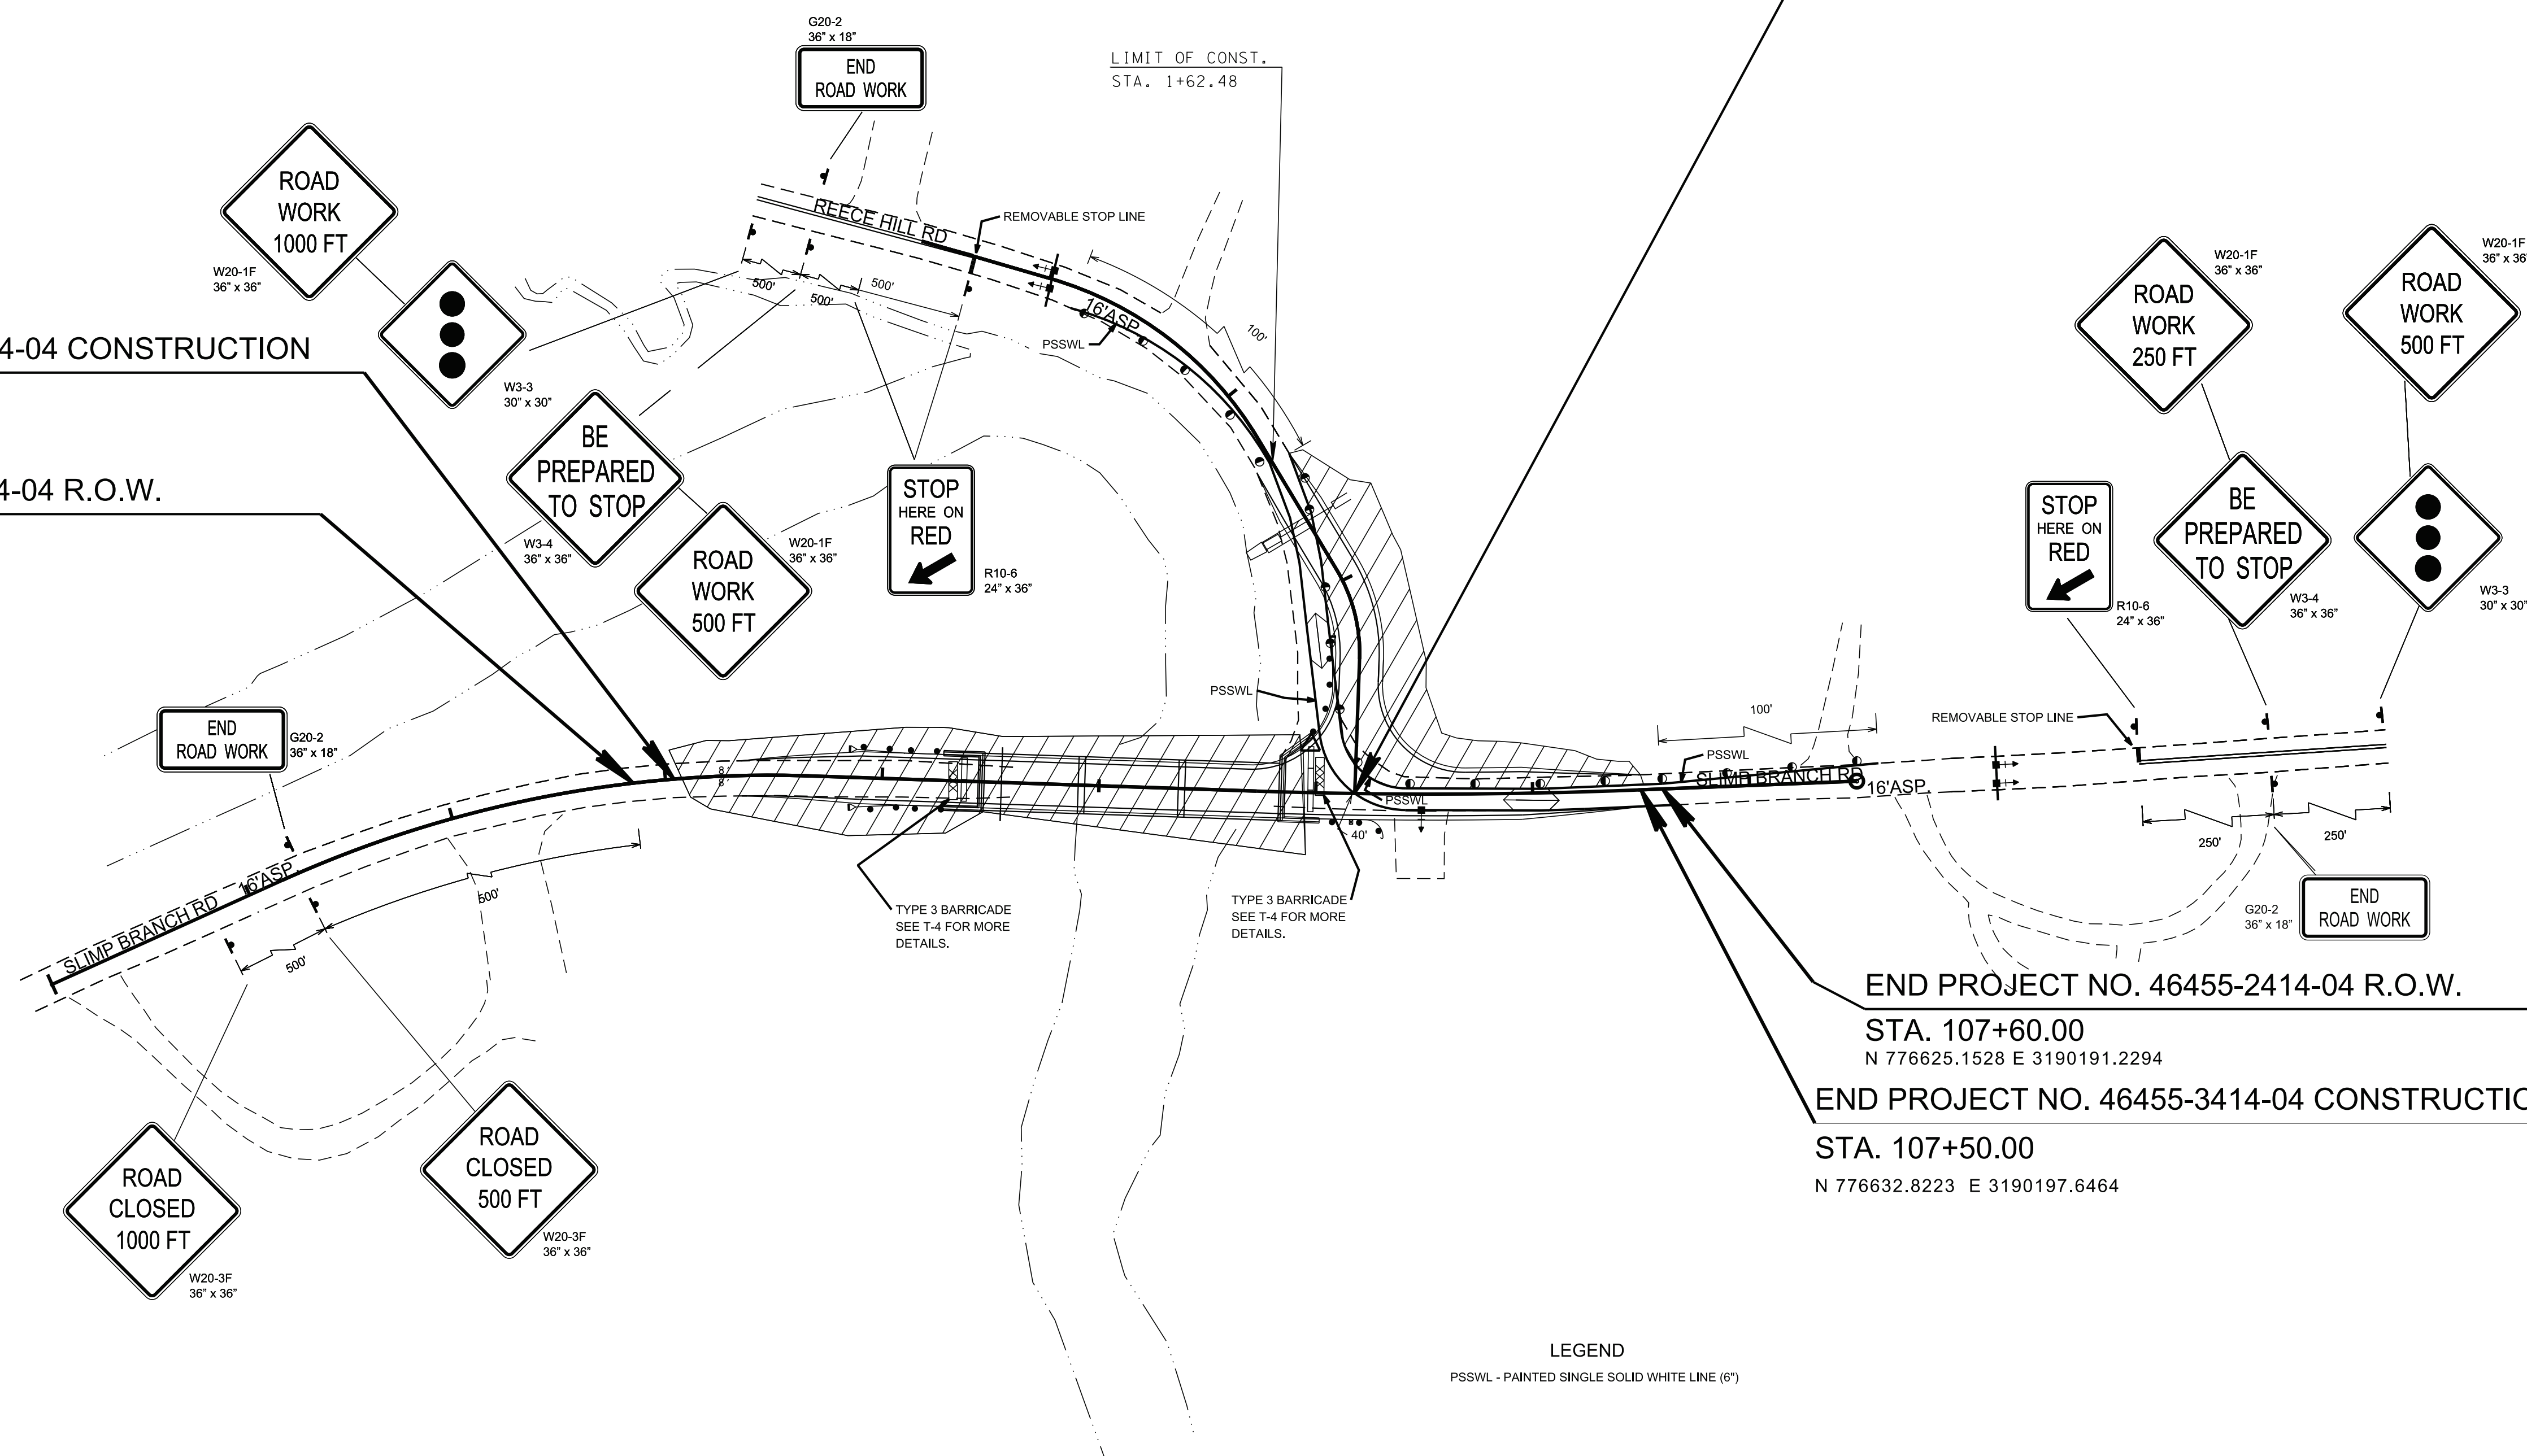 G20-2
36" x 18"
END
ROAD WORK
LIMIT OF CONST.
STA. 1+62.48
ROAD
WORK
1000 FT
W20-1F
36" x 36"
W3-3
30" x 30"
REECE HILL RD
REMOVABLE STOP LINE
500'
500'
500'
16'ASP.
PSSWL
100'
4-04 CONSTRUCTION
4-04 R.O.W.
BE
PREPARED
TO STOP
W3-4
36" x 36"
ROAD
WORK
500 FT
W20-1F
36" x 36"
STOP
HERE ON
RED
R10-6
24" x 36"
W20-1F
36" x 36"
ROAD
WORK
250 FT
W20-1F
36" x 36"
ROAD
WORK
500 FT
STOP
HERE ON
RED
R10-6
24" x 36"
BE
PREPARED
TO STOP
W3-4
36" x 36"
W3-3
30" x 30"
END
ROAD WORK
G20-2
36" x 18"
PSSWL
8'
8'
PSSWL
40'
100'
PSSWL
SLIMP BRANCH RD
16'ASP.
REMOVABLE STOP LINE
250'
250'
G20-2
36" x 18"
END
ROAD WORK
SLIMP BRANCH RD
16'ASP.
500'
500'
TYPE 3 BARRICADE
SEE T-4 FOR MORE
DETAILS.
TYPE 3 BARRICADE
SEE T-4 FOR MORE
DETAILS.
END PROJECT NO. 46455-2414-04 R.O.W.
STA. 107+60.00
N 776625.1528 E 3190191.2294
END PROJECT NO. 46455-3414-04 CONSTRUCTIO
STA. 107+50.00
N 776632.8223 E 3190197.6464
ROAD
CLOSED
1000 FT
W20-3F
36" x 36"
ROAD
CLOSED
500 FT
W20-3F
36" x 36"
LEGEND
PSSWL - PAINTED SINGLE SOLID WHITE LINE (6")